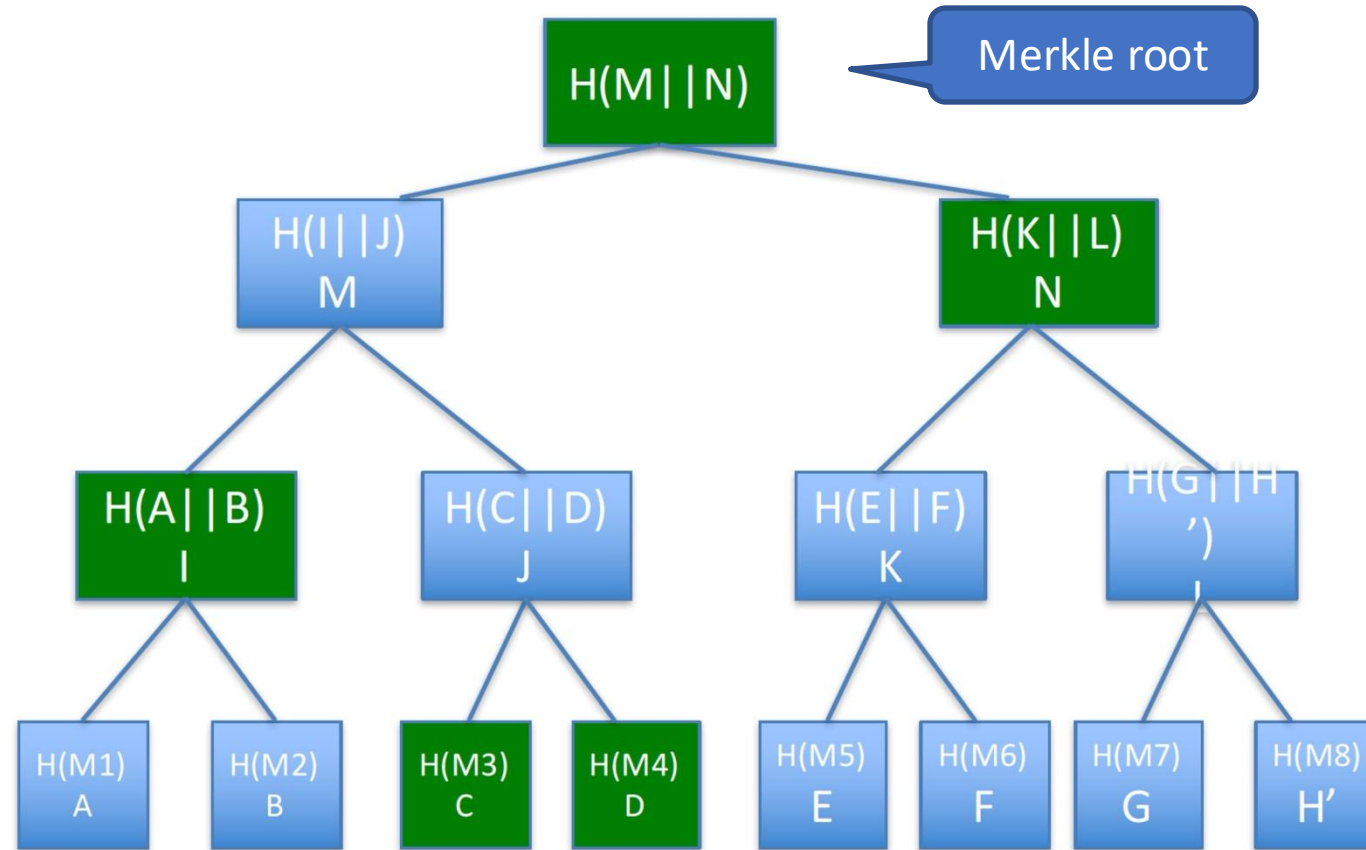 Merkle root
H(M||N)
H(I||J)
M
H(K||L)
N
H(A||B)
I
H(C||D)
J
H(E||F)
K
H(G||H
’)
L
H(M1)
A
H(M2)
B
H(M3)
C
H(M4)
D
H(M5)
E
H(M6)
F
H(M7)
G
H(M8)
H’